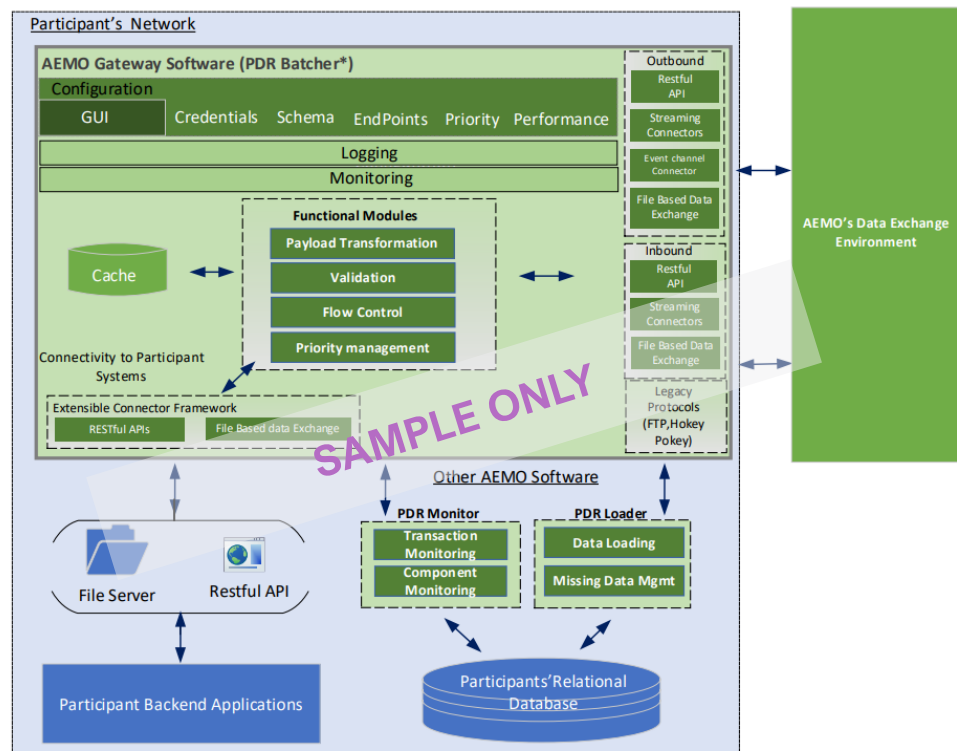 Participant's Network
AEMO Gateway Software (PDR Batcher*)
Configuration
GUI
Credentials
Schema
EndPoints
Priority
Performance
Logging
Monitoring
Functional Modules
Payload Transformation
Validation
Flow Control
Priority management
Cache
Connectivity to Participant
Systems
Extensible Connector Framework
RESTful APIs
File Based data Exchange
Outbound
Restful
API
Streaming
Connectors
Event channel
Connector
File Based Data
Exchange
Inbound
Restful
API
Streaming
Connectors
File Based Data
Exchange
Legacy
Protocols
(FTP,Hokey
Pokey)
AEMO's Data Exchange
Environment
SAMPLE ONLY
Other AEMO Software
PDR Monitor
Transaction
Monitoring
Component
Monitoring
PDR Loader
Data Loading
Missing Data Mgmt
File Server
Restful API
Participant Backend Applications
Participants'Relational
Database